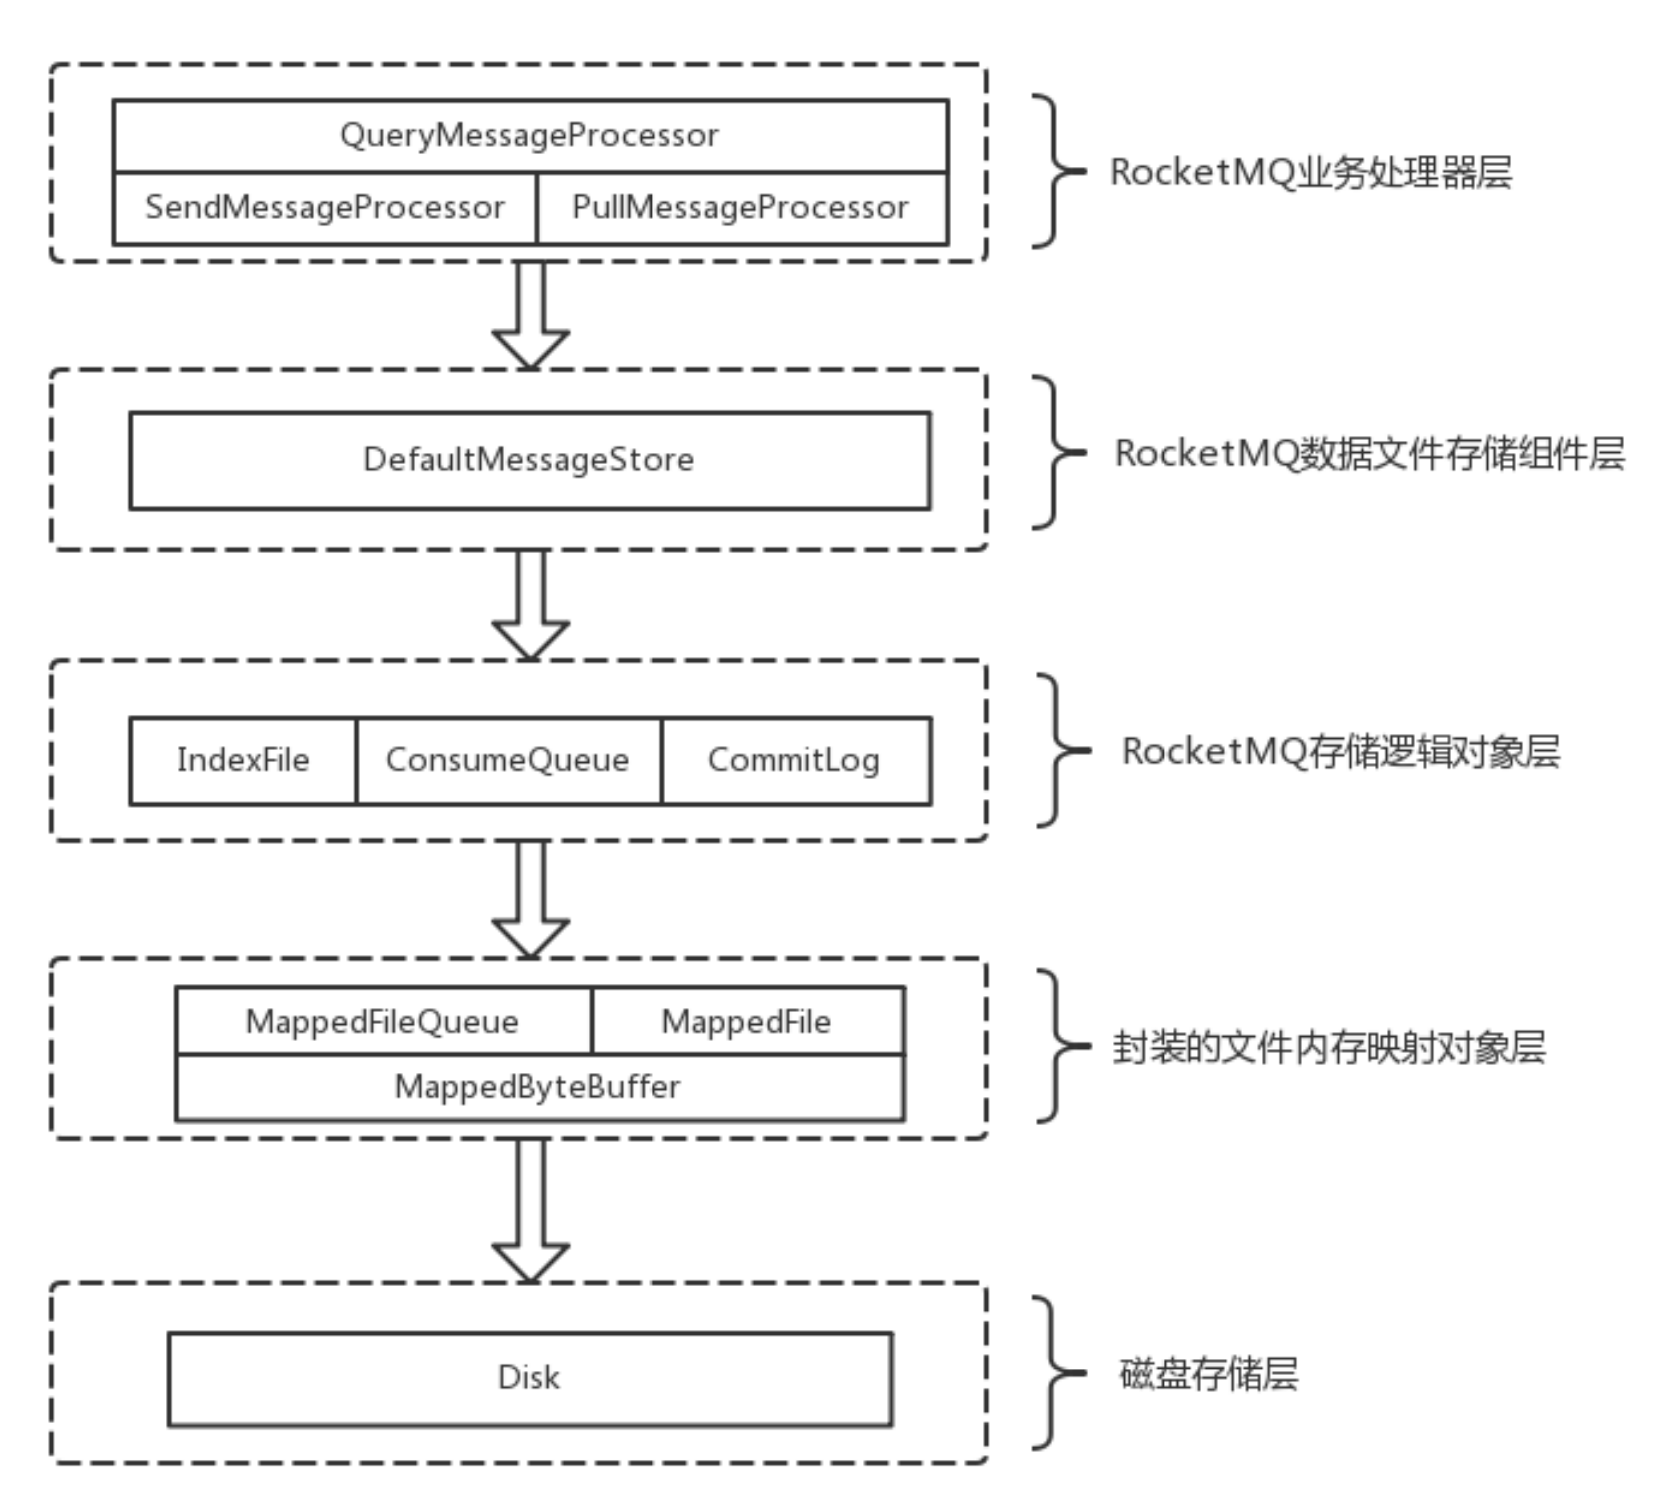 QueryMessageProcessor
SendMessageProcessor PullMessageProcessor
RocketMQ业务处理器层
DefaultMessageStore
RocketMQ数据文件存储组件层
IndexFile ConsumeQueue CommitLog
RocketMQ存储逻辑对象层
MappedFileQueue MappedFile
MappedByteBuffer
封装的文件内存映射对象层
Disk
磁盘存储层